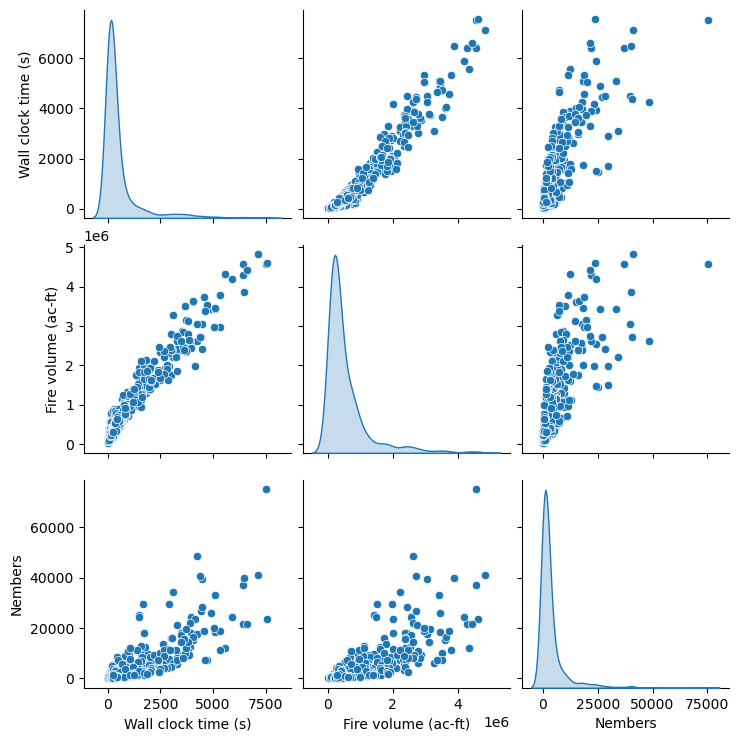 6000
4000
2000
0
Wall clock time (s)
1e6
5
4
3
2
1
0
Fire volume (ac-ft)
60000
40000
20000
0
Nembers
0 2500 5000 7500
Wall clock time (s)
0 2 4
1e6
Fire volume (ac-ft)
0 25000 50000 75000
Nembers